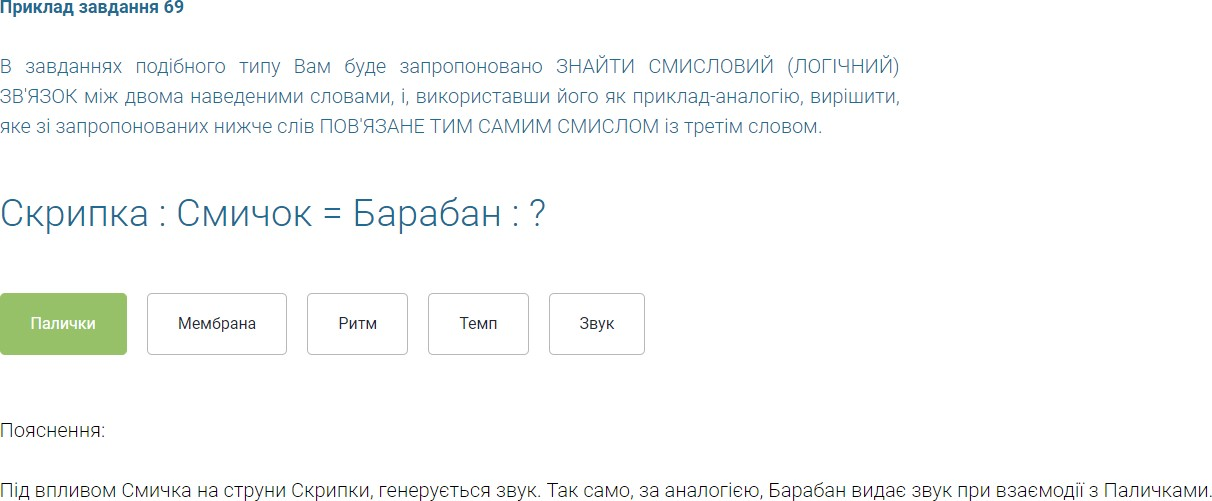 Приклад завдання 69
В завданнях подібного типу Вам буде запропоновано ЗНАЙТИ СМИСЛОВИЙ (ЛОГІЧНИЙ)
ЗВ'ЯЗОК між двома наведеними словами, і, використавши його як приклад-аналогію, вирішити,
яке зі запропонованих нижче слів ПОВ'ЯЗАНЕ ТИМ САМИМ СМИСЛОМ із третім словом.
Скрипка : Смичок = Барабан : ?
Палички Мембрана Ритм Темп Звук
Пояснення:
Під впливом Смичка на струни Скрипки, генерується звук. Так само, за аналогією, Барабан видає звук при взаємодії з Паличками.